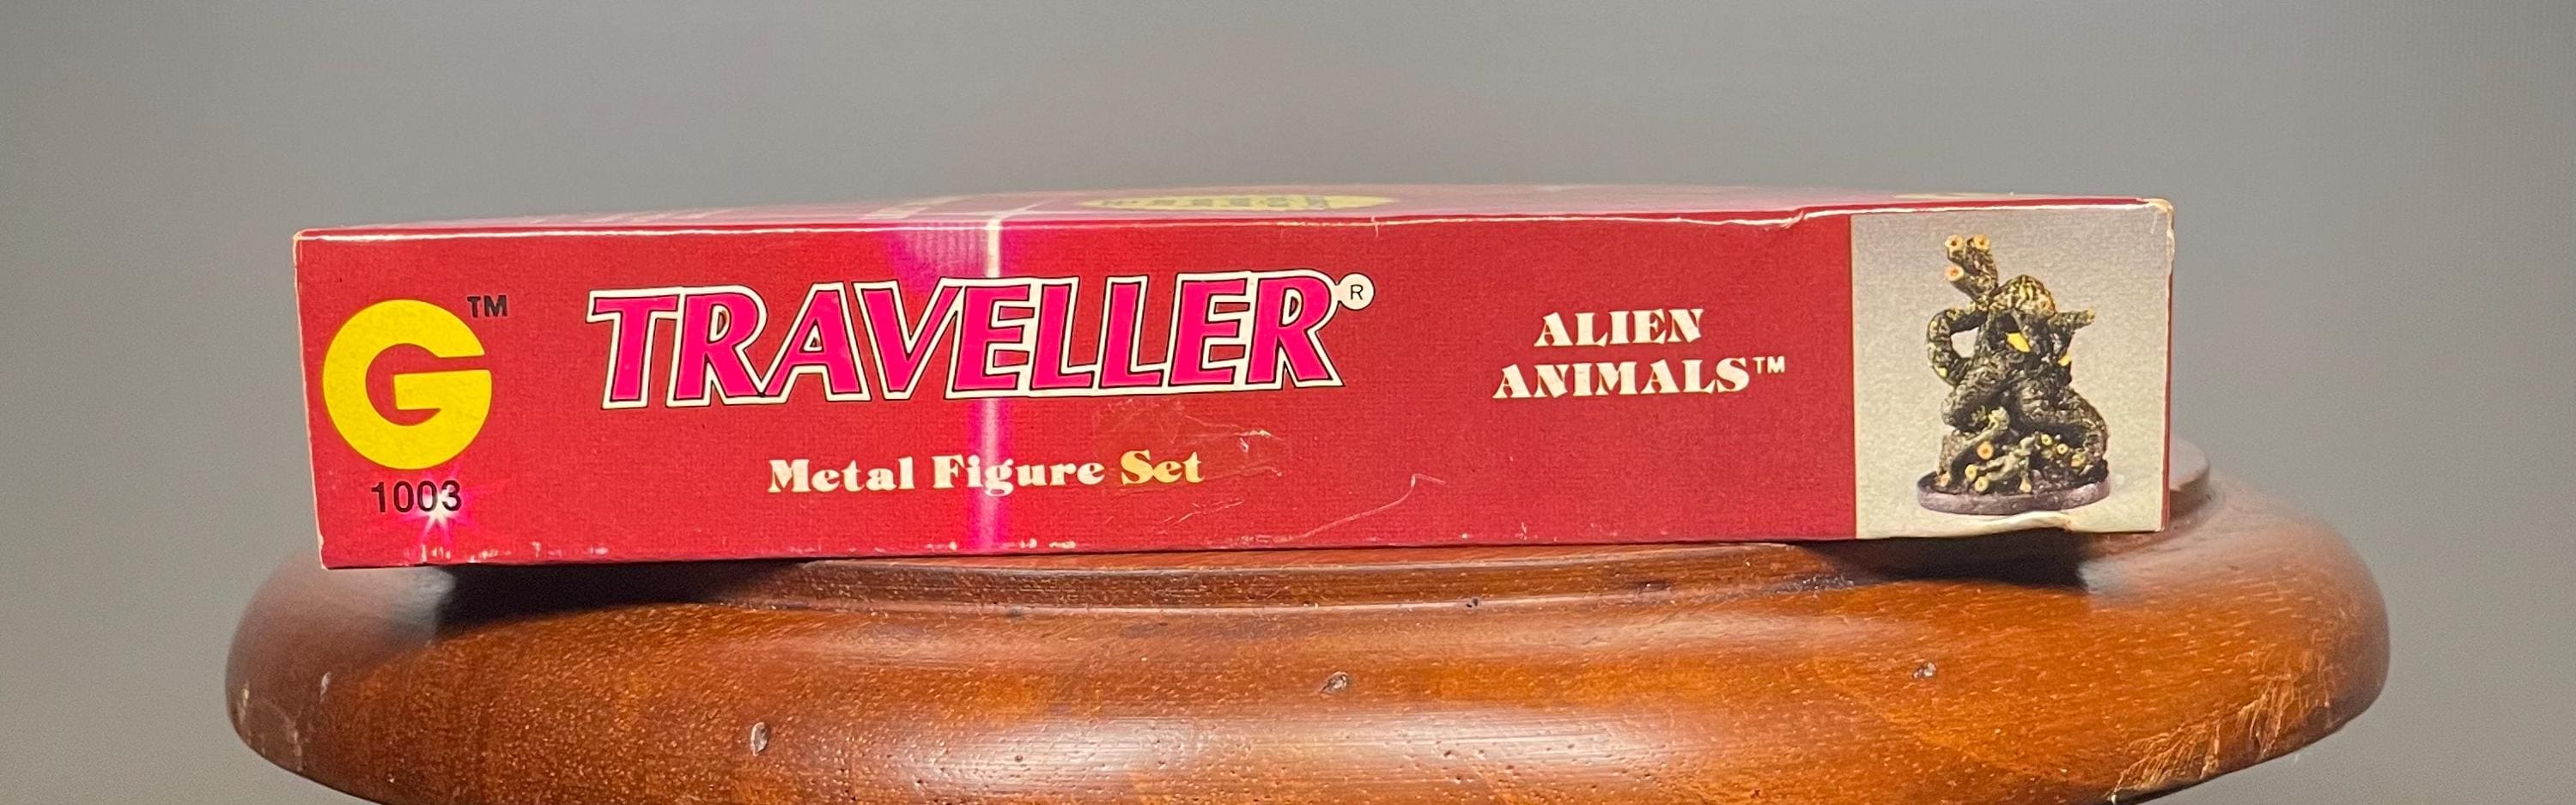 G™
1003
TRAVELLER®
Metal Figure Set
ALIEN
ANIMALS™